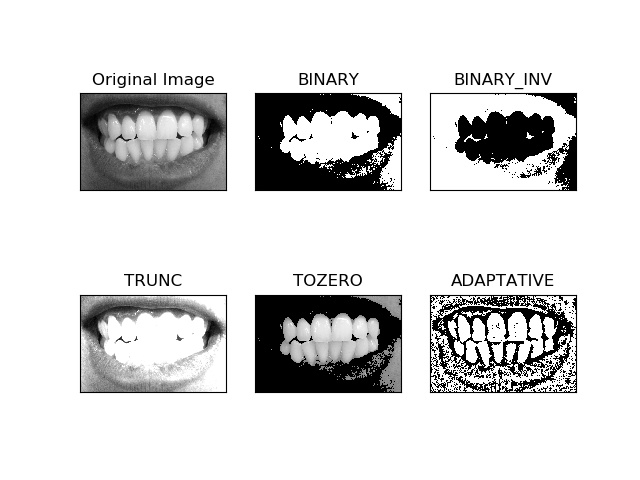 Original Image
BINARY
BINARY_INV
TRUNC
TOZERO
ADAPTATIVE